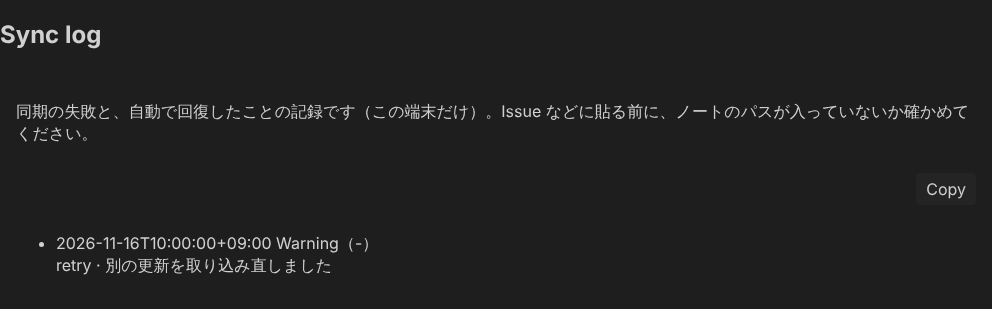 Sync log
同期の失敗と、自動で回復したことの記録です（この端末だけ）。Issue などに貼る前に、ノートのパスが入っていないか確かめて
ください。
Copy
• 2026-11-16T10:00:00+09:00 Warning（-）
retry · 別の更新を取り込み直しました